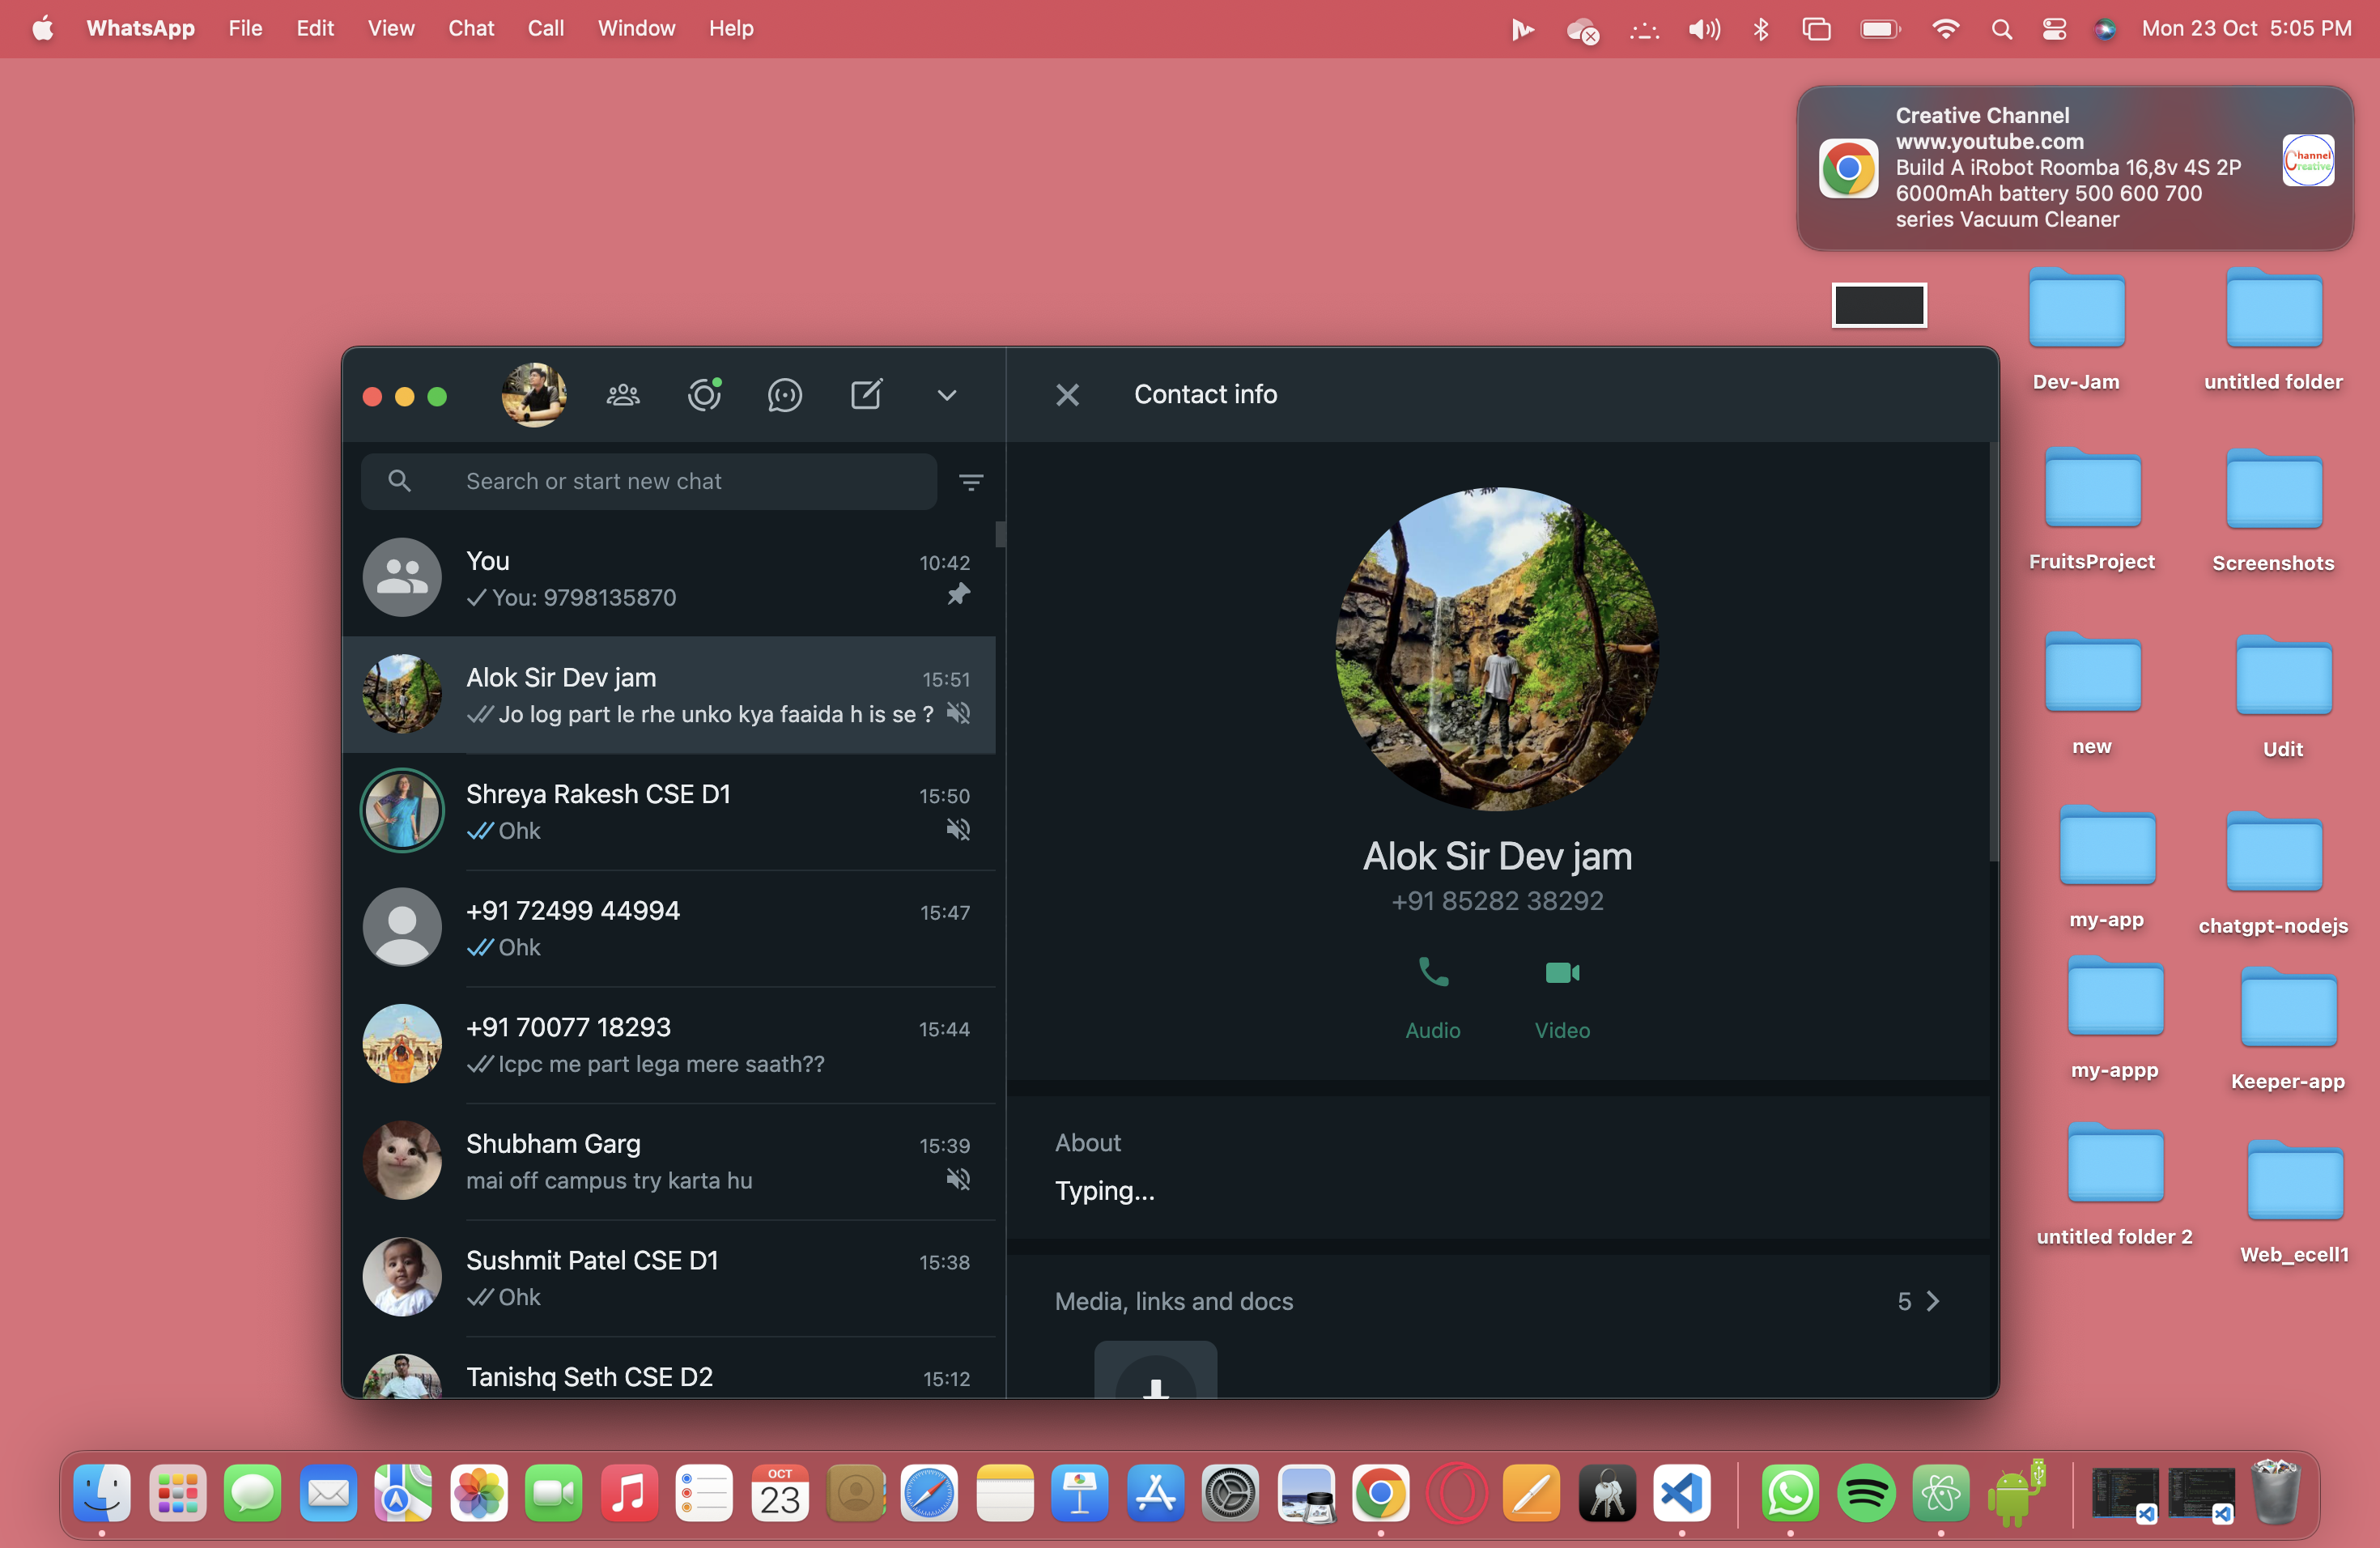 WhatsApp File Edit View Chat Call Window Help
Mon 23 Oct 5:05 PM
Creative Channel
www.youtube.com
Build A iRobot Roomba 16,8v 4S 2P
6000mAh battery 500 600 700
series Vacuum Cleaner
Channel
Creative
Dev-Jam
untitled folder
FruitsProject
Screenshots
new
Udit
my-app
chatgpt-nodejs
my-appp
Keeper-app
untitled folder 2
Web_ecell1
Search or start new chat
You
10:42
You: 9798135870
Alok Sir Dev jam
15:51
Jo log part le rhe unko kya faaida h is se ?
Shreya Rakesh CSE D1
15:50
Ohk
+91 72499 44994
15:47
Ohk
+91 70077 18293
15:44
Icpc me part lega mere saath??
Shubham Garg
15:39
mai off campus try karta hu
Sushmit Patel CSE D1
15:38
Ohk
Tanishq Seth CSE D2
15:12
Contact info
Alok Sir Dev jam
+91 85282 38292
Audio
Video
About
Typing...
Media, links and docs
5
OCT
23